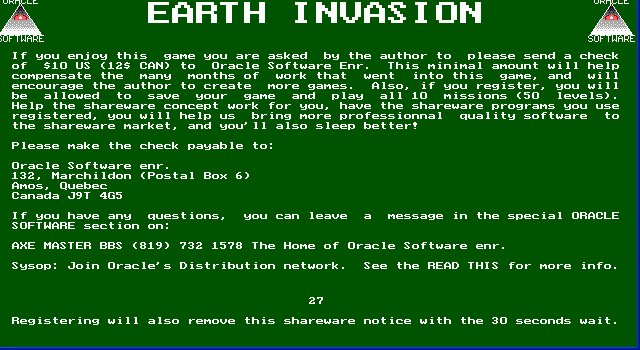 ORACLE
SOFTWARE
EARTH INVASION
ORACLE
SOFTWARE
If you enjoy this game you are asked by the author to please send a check
of $10 US (12$ CAN) to Oracle Software Enr. This minimal amount will help
compensate the many months of work that went into this game, and will
encourage the author to create more games. Also, if you register, you will
be allowed to save your game and play all 10 missions (50 levels).
Help the shareware concept work for you, have the shareware programs you use
registered, you will help us bring more professionnal quality software to
the shareware market, and you'll also sleep better!
Please make the check payable to:
Oracle Software enr.
132, Marchildon (Postal Box 6)
Amos, Quebec
Canada J9T 4G5
If you have any questions, you can leave a message in the special ORACLE
SOFTWARE section on:
AXE MASTER BBS (819) 732 1578 The Home of Oracle Software enr.
Sysop: Join Oracle's Distribution network. See the READ THIS for more info.
27
Registering will also remove this shareware notice with the 30 seconds wait.